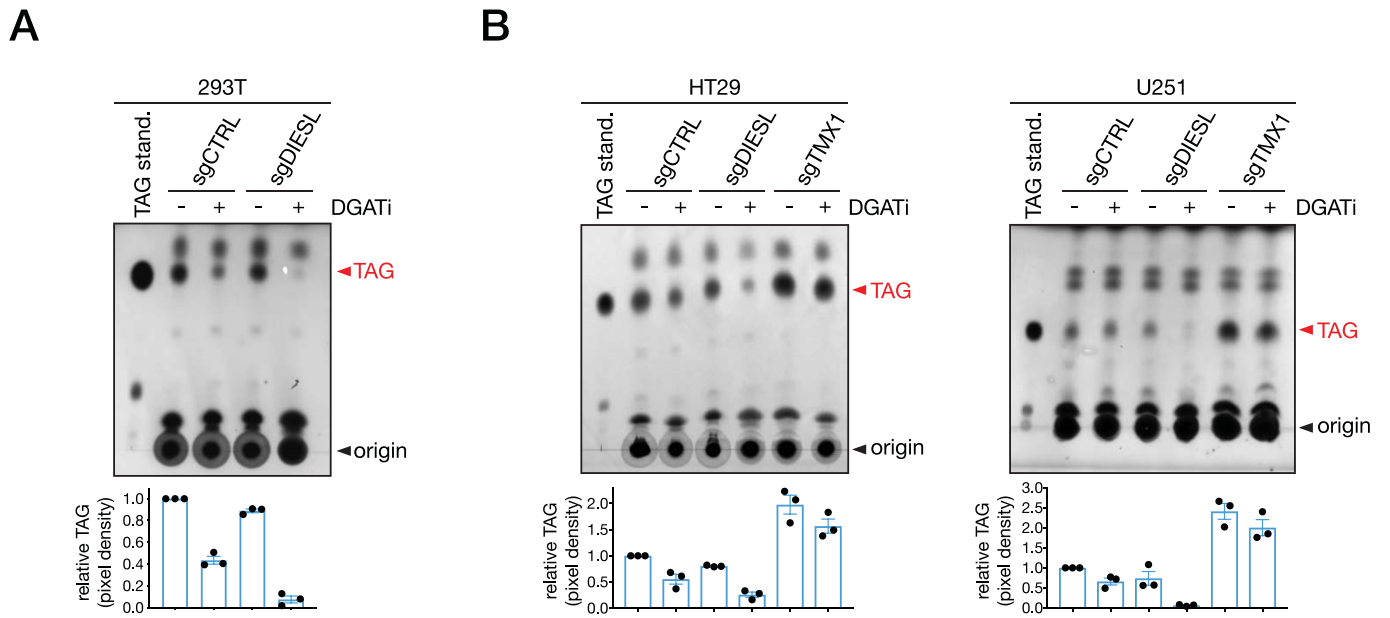 A
B
293T
TAG stand.
sgCTRL
sgDIESL
- + - + DGATi
TAG
origin
relative TAG
(pixel density)
1.0
0.8
0.6
0.4
0.2
0.0
HT29
TAG stand.
sgCTRL
sgDIESL
sgTMX1
- + - + - + DGATi
TAG
origin
relative TAG
(pixel density)
2.0
1.5
1.0
0.5
0.0
U251
TAG stand.
sgCTRL
sgDIESL
sgTMX1
- + - + - + DGATi
TAG
origin
relative TAG
(pixel density)
3.0
2.5
2.0
1.5
1.0
0.5
0.0